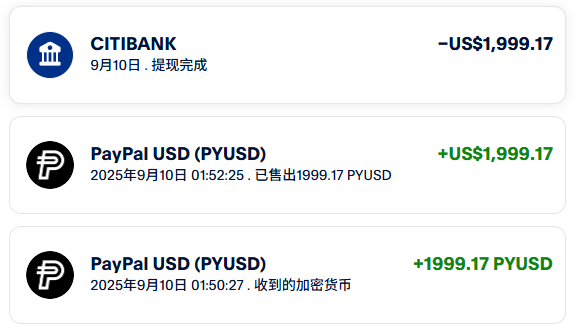 CITIBANK
−US$1,999.17
9月10日 . 提现完成
PayPal USD (PYUSD)
+US$1,999.17
2025年9月10日 01:52:25 . 已售出1999.17 PYUSD
PayPal USD (PYUSD)
+1999.17 PYUSD
2025年9月10日 01:50:27 . 收到的加密货币